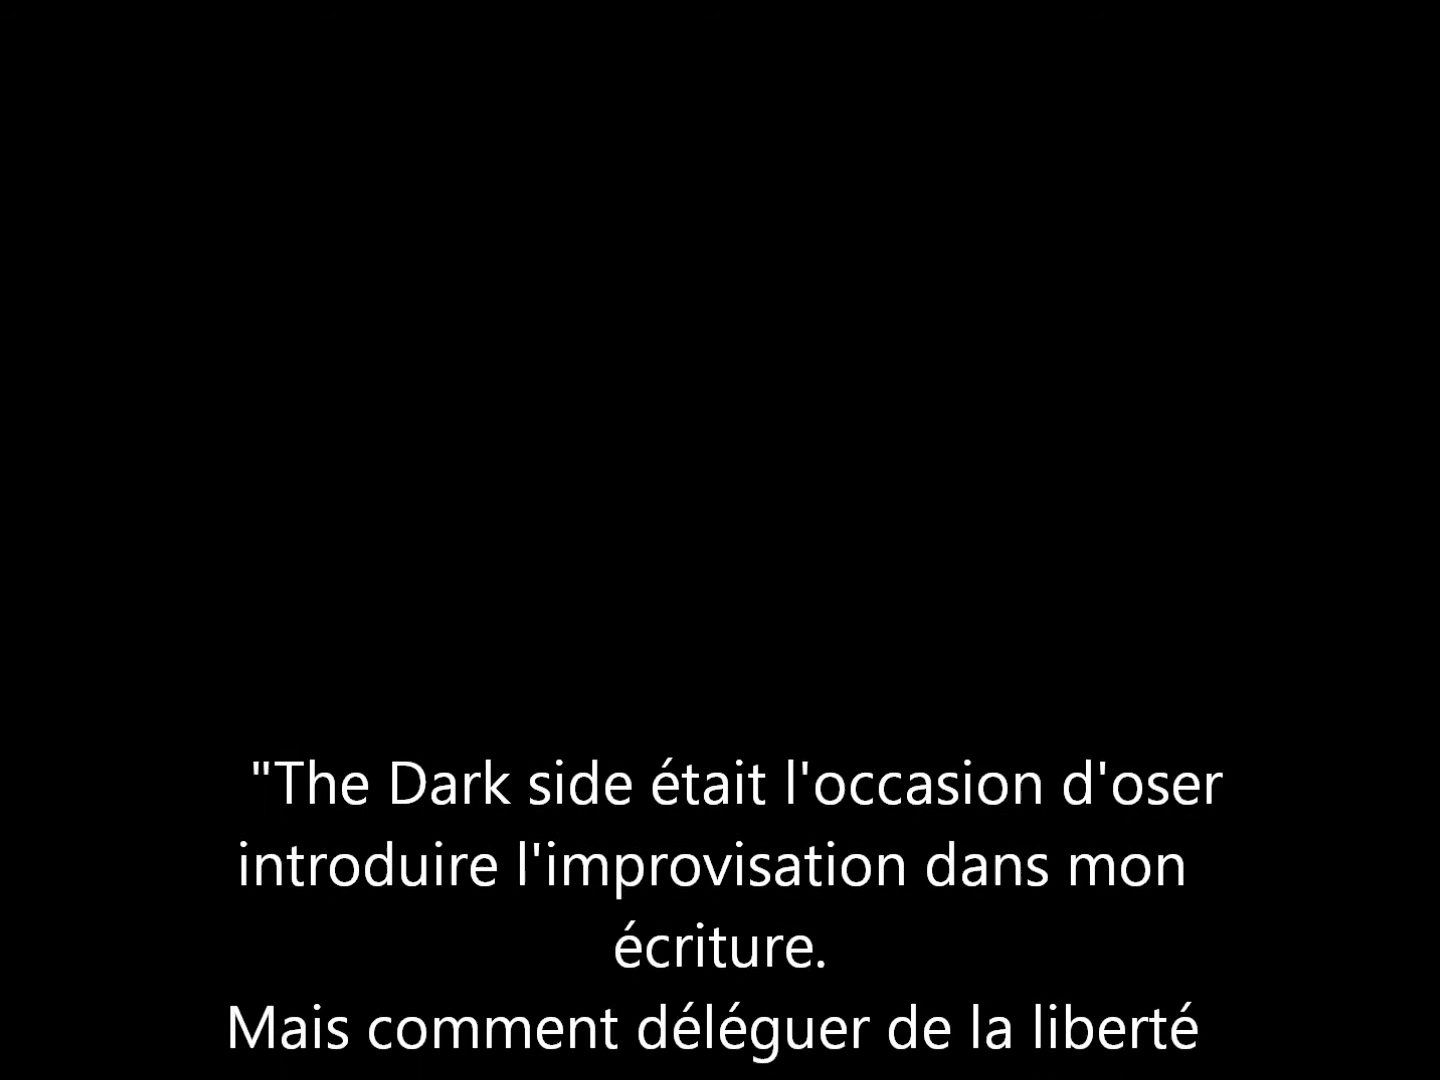 "The Dark side était l'occasion d'oser
introduire l'improvisation dans mon
écriture.
Mais comment déléguer de la liberté